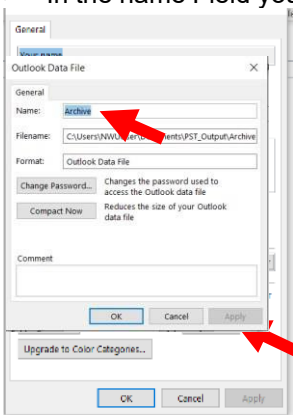 In the name Field you
General
Your name
Outlook Data File
General
Name: Archive
Filename: C:\Users\NWU ments\PST_Output\Archive
Format: Outlook Data File
Change Password... Changes the password used to
access the Outlook data file
Compact Now Reduces the size of your Outlook
data file
Comment
OK Cancel Apply
Upgrade to Color Categories...
OK Cancel Apply